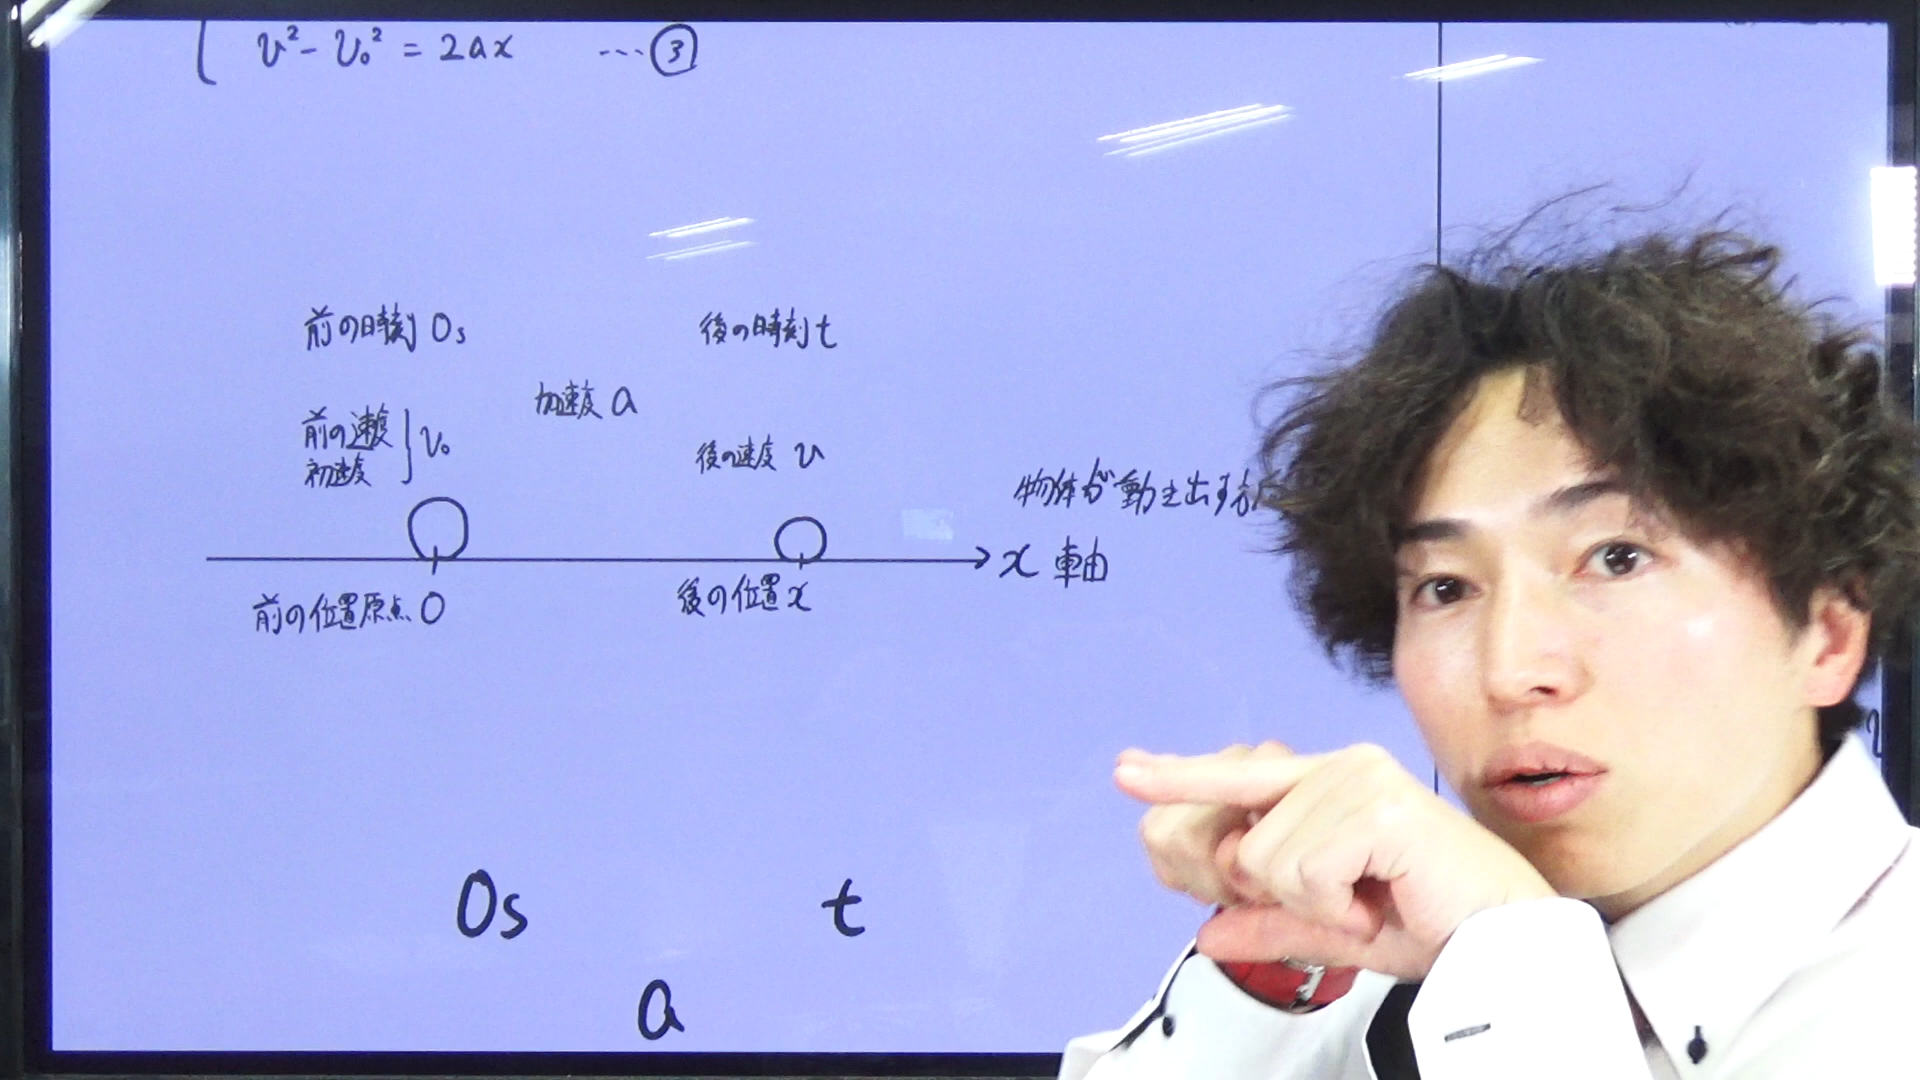 v² - v₀² = 2ax …③
前の時刻 0s
後の時刻 t
加速度 a
前の速度
初速度
} v₀
後の速度 v
物体が動き出す方
x 軸
前の位置原点 0
後の位置 x
0s
t
a